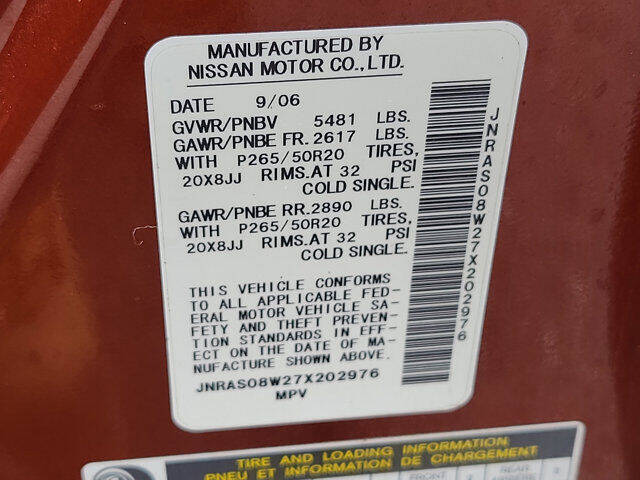 MANUFACTURED BY
NISSAN MOTOR CO., LTD.
DATE 9/06
GVWR/PNBV 5481 LBS.
GAWR/PNBE FR. 2617 LBS.
WITH P265/50R20 TIRES,
20X8JJ RIMS. AT 32 PSI
COLD SINGLE.
GAWR/PNBE RR. 2890 LBS.
WITH P265/50R20 TIRES,
20X8JJ RIMS. AT 32 PSI
COLD SINGLE.
THIS VEHICLE CONFORMS
TO ALL APPLICABLE FED-
ERAL MOTOR VEHICLE SA-
FETY AND THEFT PREVEN-
TION STANDARDS IN EFF-
ECT ON THE DATE OF MA-
NUFACTURE SHOWN ABOVE.
JNRAS08W27X202976
MPV
JNRAS08W27X202976
TIRE AND LOADING INFORMATION
PNEU ET INFORMATION DE CHARGEMENT
FRONT
REAR